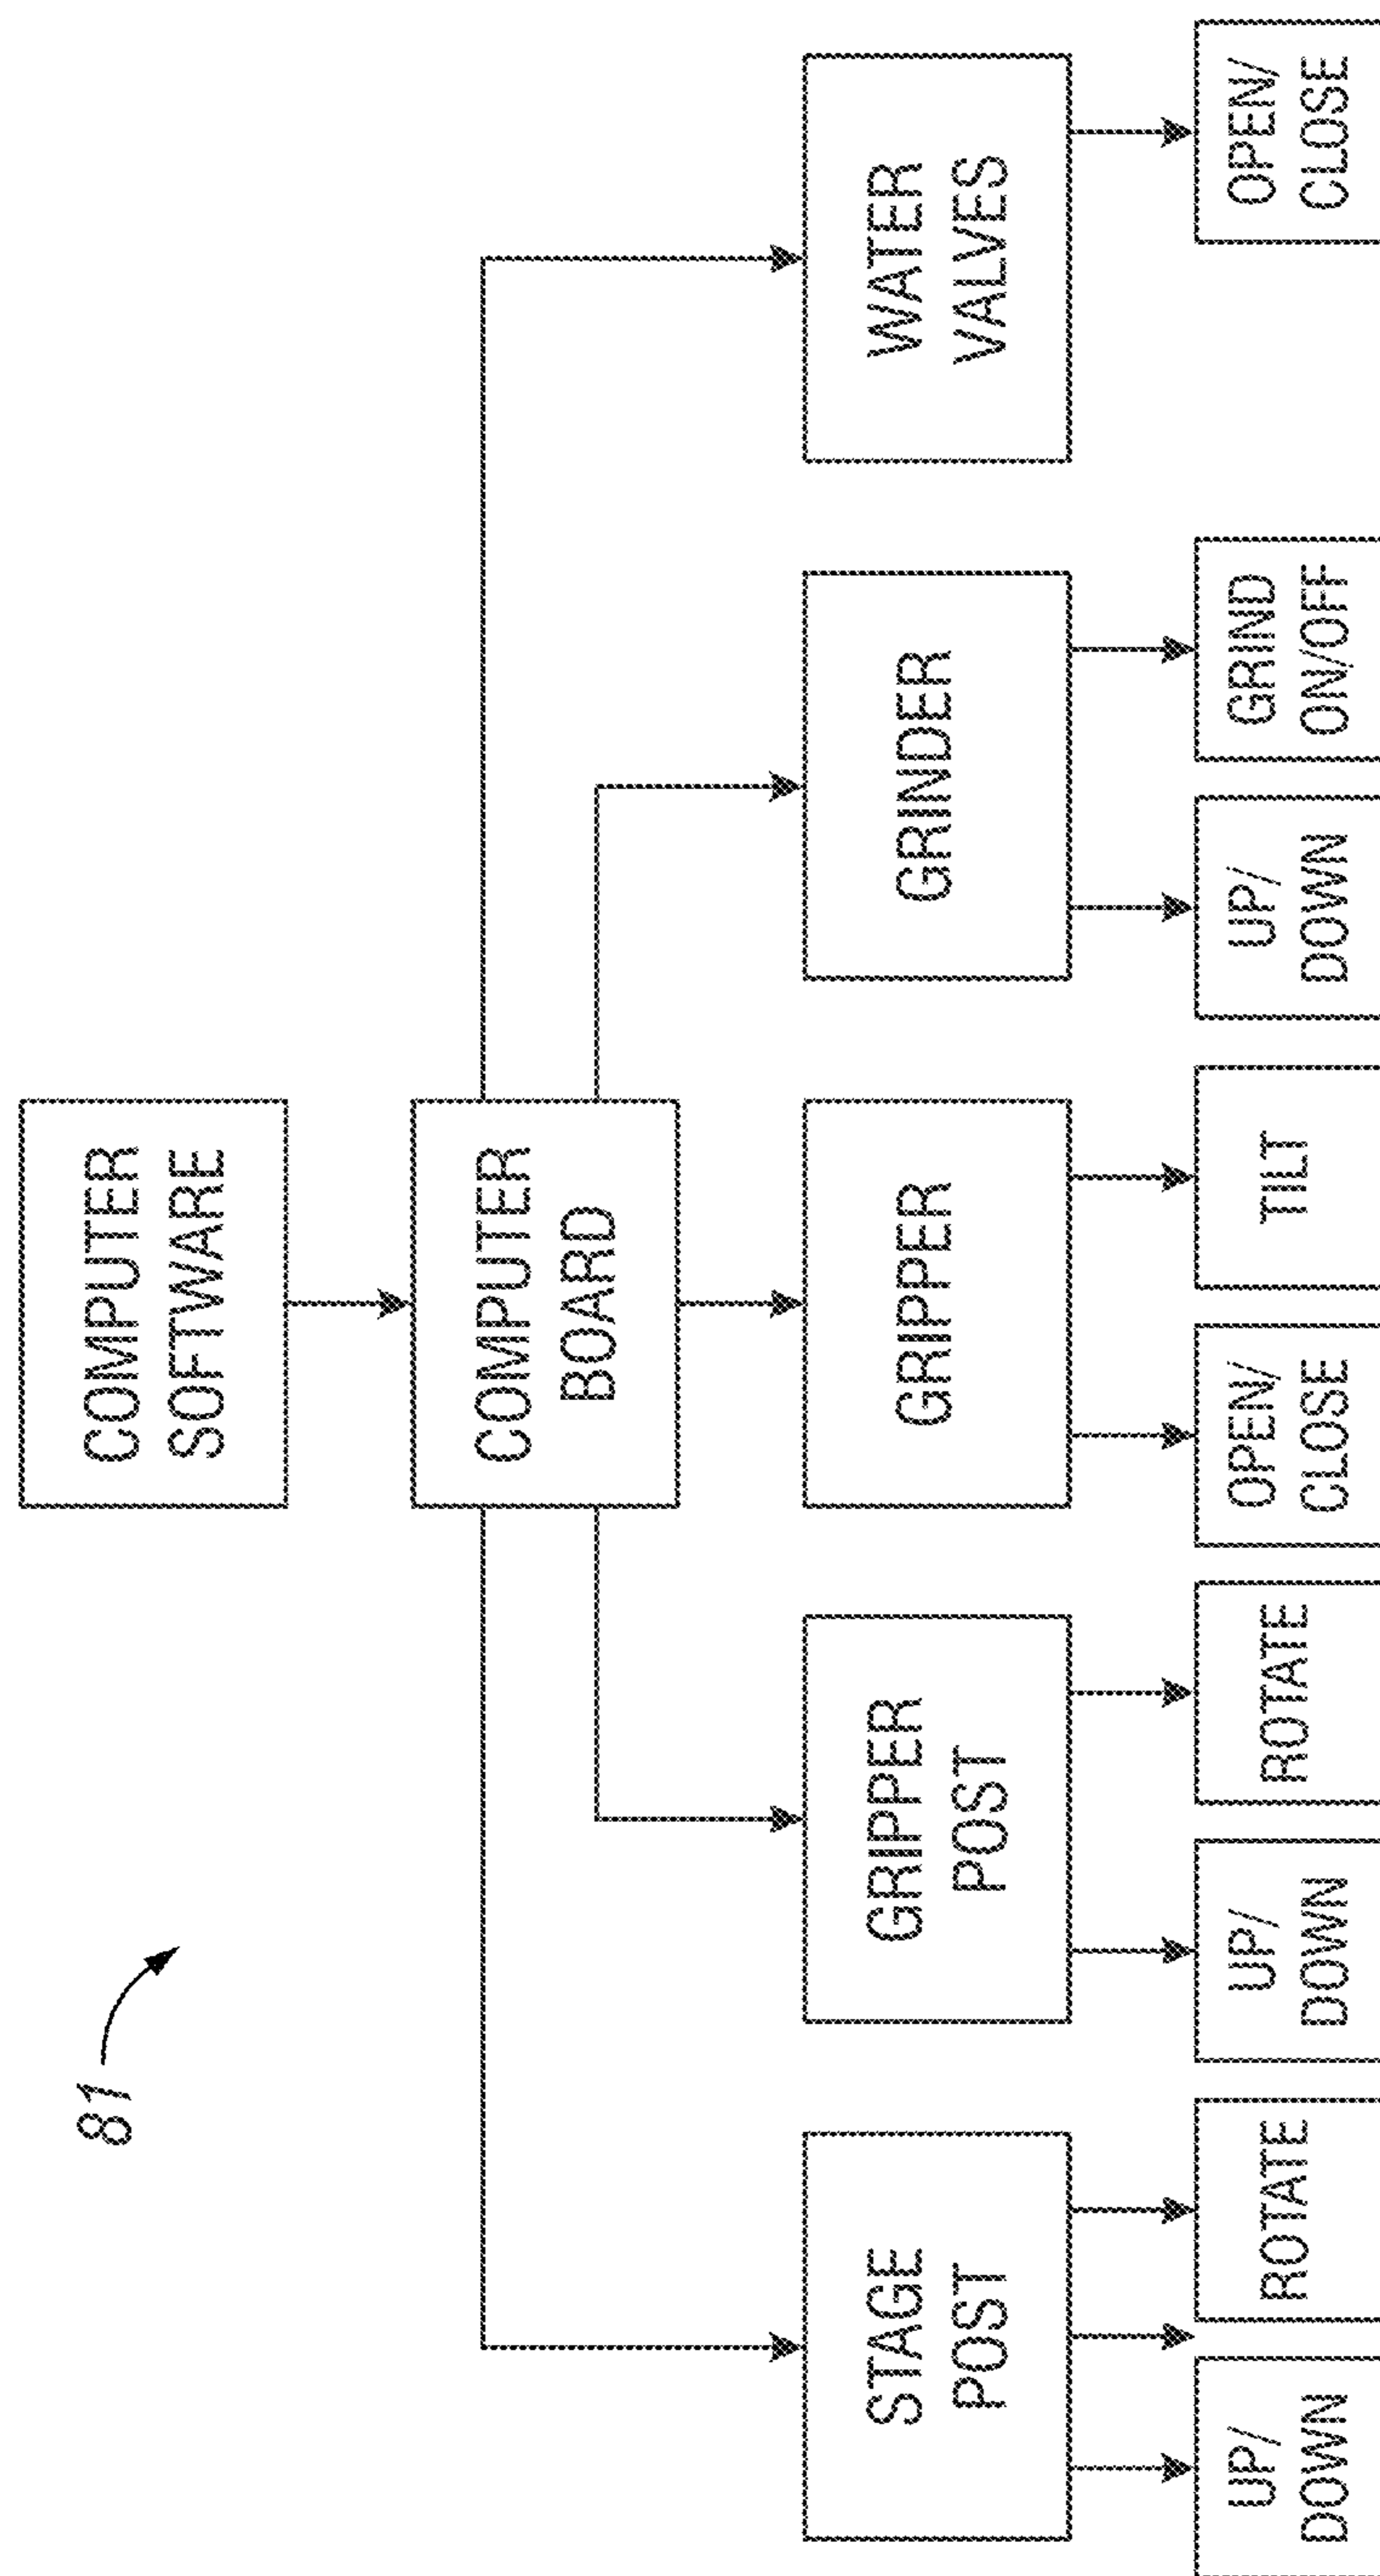 81
COMPUTER
SOFTWARE
COMPUTER
BOARD
STAGE
POST
GRIPPER
POST
GRIPPER
GRINDER
WATER
VALVES
UP/
DOWN
ROTATE
UP/
DOWN
ROTATE
OPEN/
CLOSE
TILT
UP/
DOWN
GRIND
ON/OFF
OPEN/
CLOSE